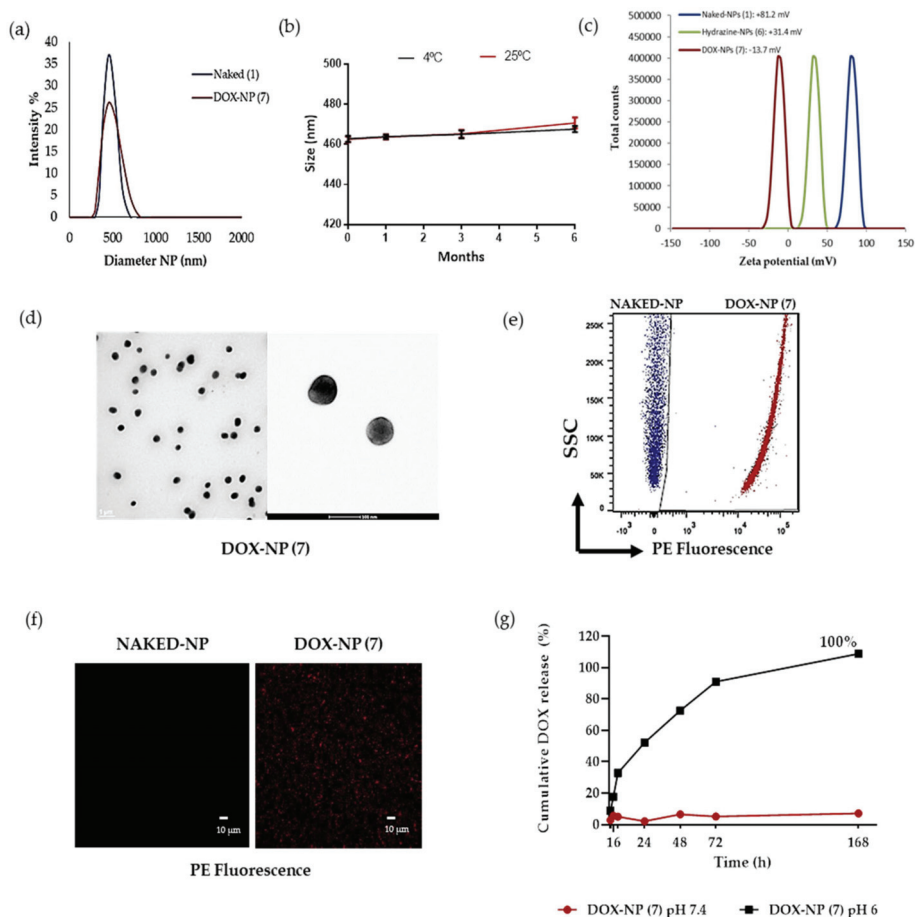 (a)
Intensity %
40
35
30
25
20
15
10
5
0
0 500 1000 1500 2000
Diameter NP (nm)
Naked (1)
DOX-NP (7)
(b)
4ºC 25ºC
Size (nm)
500
480
460
440
420
0 1 2 3 4 5 6
Months
(c)
Naked-NPs (1): +81.2 mV
Hydrazine-NPs (6): +31.4 mV
DOX-NPs (7): -13.7 mV
Total counts
500000
450000
400000
350000
300000
250000
200000
150000
100000
50000
0
-150 -100 -50 0 50 100 150
Zeta potential (mV)
(d)
DOX-NP (7)
(e)
NAKED-NP DOX-NP (7)
SSC
250K
200K
150K
100K
50K
0
-10³ 0 10³ 10⁴ 10⁵
PE Fluorescence
(f)
NAKED-NP DOX-NP (7)
10 µm 10 µm
PE Fluorescence
(g)
Cumulative DOX release (%)
120
100
80
60
40
20
0
100%
16 24 48 72 168
Time (h)
DOX-NP (7) pH 7.4 DOX-NP (7) pH 6